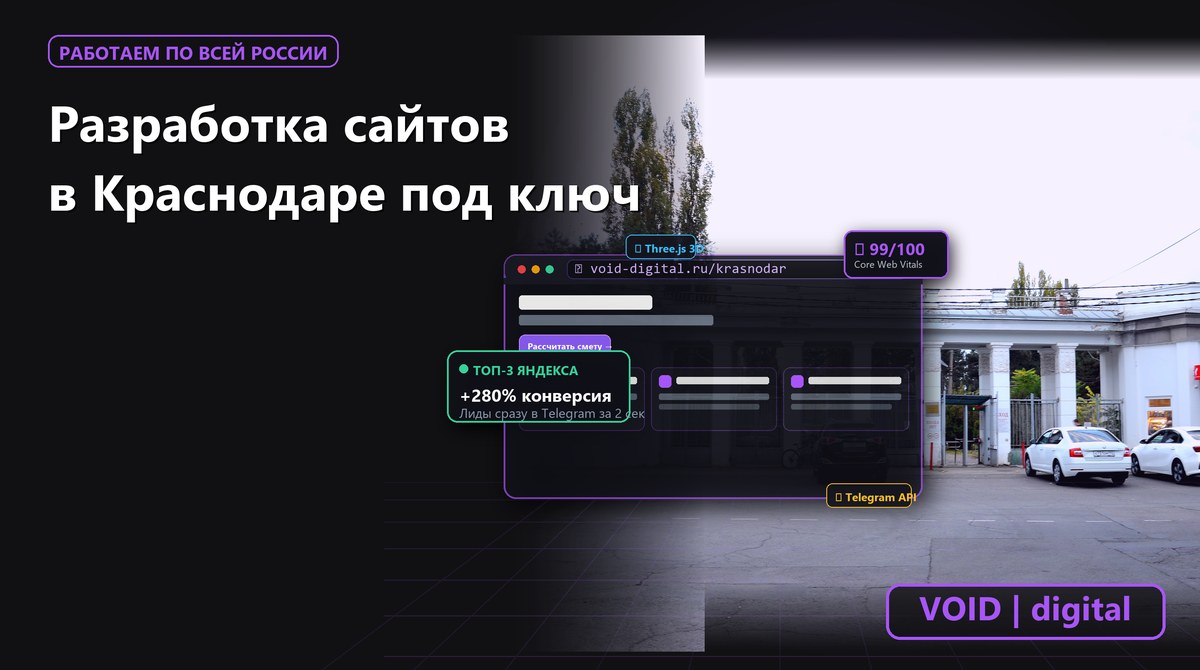 РАБОТАЕМ ПО ВСЕЙ РОССИИ
Разработка сайтов
в Краснодаре под ключ
Three.js 3D
99/100
Core Web Vitals
void-digital.ru/krasnodar
Рассчитать смету
ТОП-3 ЯНДЕКСА
+280% конверсия
Лиды сразу в Telegram за 2 сек
Telegram API
VOID | digital